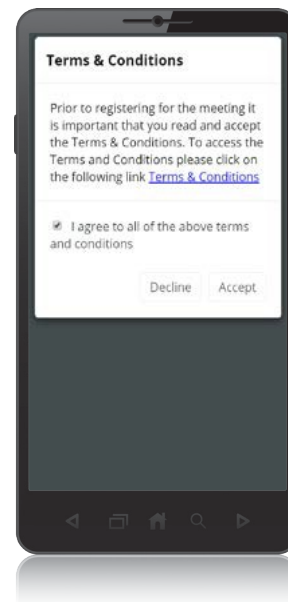 Terms & Conditions
Prior to registering for the meeting it
is important that you read and accept
the Terms & Conditions. To access the
Terms and Conditions please click on
the following link Terms & Conditions
I agree to all of the above terms
and conditions
Decline Accept